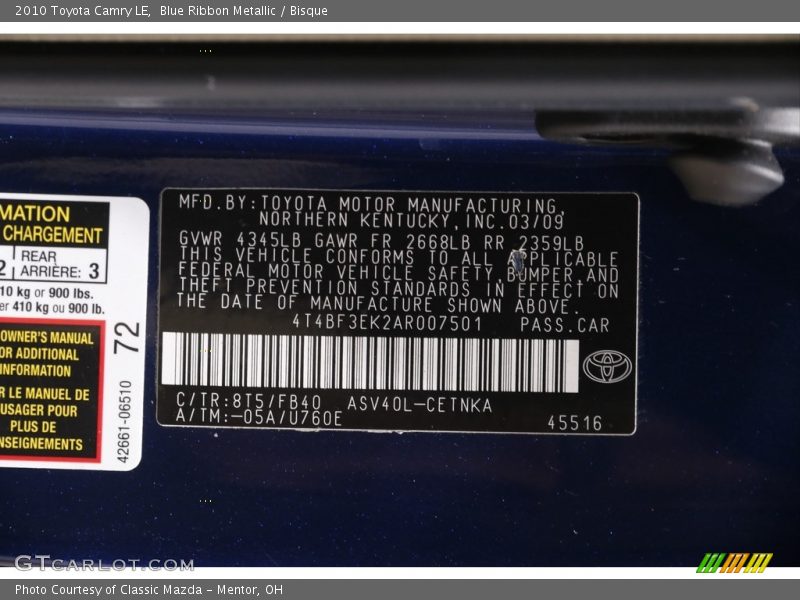 2010 Toyota Camry LE,  Blue Ribbon Metallic / Bisque
MATION
CHARGEMENT
2
REAR
ARRIÈRE: 3
10 kg or 900 lbs.
er 410 kg ou 900 lb.
OWNER'S MANUAL
OR ADDITIONAL
INFORMATION
R LE MANUEL DE
USAGER POUR
PLUS DE
NSEIGNEMENTS
42661-06510
72
MFD.BY:TOYOTA MOTOR MANUFACTURING,
NORTHERN KENTUCKY,INC.03/09
GVWR 4345LB GAWR FR 2668LB RR 2359LB
THIS VEHICLE CONFORMS TO ALL PPLICABLE
FEDERAL MOTOR VEHICLE SAFETY,BUMPER,AND
THEFT PREVENTION STANDARDS IN EFFECT ON
THE DATE OF MANUFACTURE SHOWN ABOVE.
4T4BF3EK2AR007501 PASS.CAR
C/TR:8T5/FB40 ASV40L-CETNKA
A/TM:-05A/U760E
45516
GTCARLOT.COM
Photo Courtesy of Classic Mazda - Mentor, OH